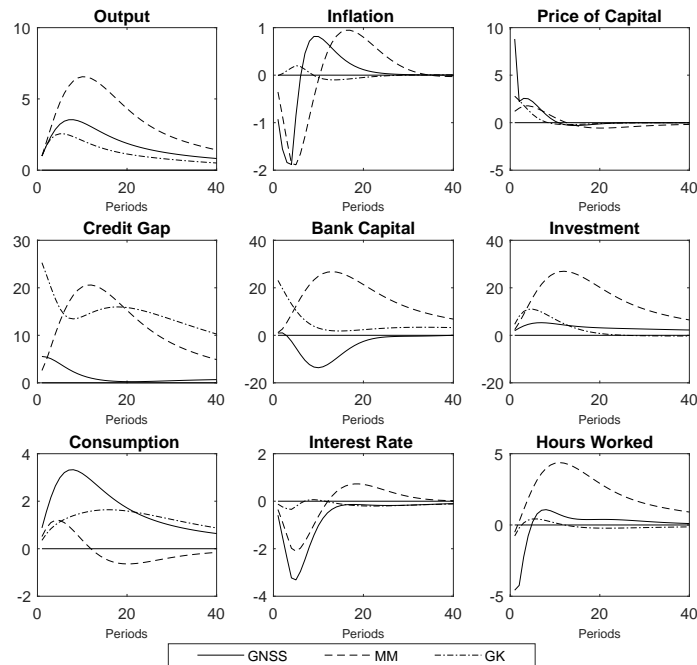 Output
Inflation
Price of Capital
10
5
0
0
20
40
Periods
1
0
-1
-2
0
20
40
Periods
10
5
0
-5
0
20
40
Periods
Credit Gap
Bank Capital
Investment
30
20
10
0
0
20
40
Periods
40
20
0
-20
0
20
40
Periods
40
20
0
-20
0
20
40
Periods
Consumption
Interest Rate
Hours Worked
4
2
0
-2
0
20
40
Periods
2
0
-2
-4
0
20
40
Periods
5
0
-5
0
20
40
Periods
GNSS
MM
GK